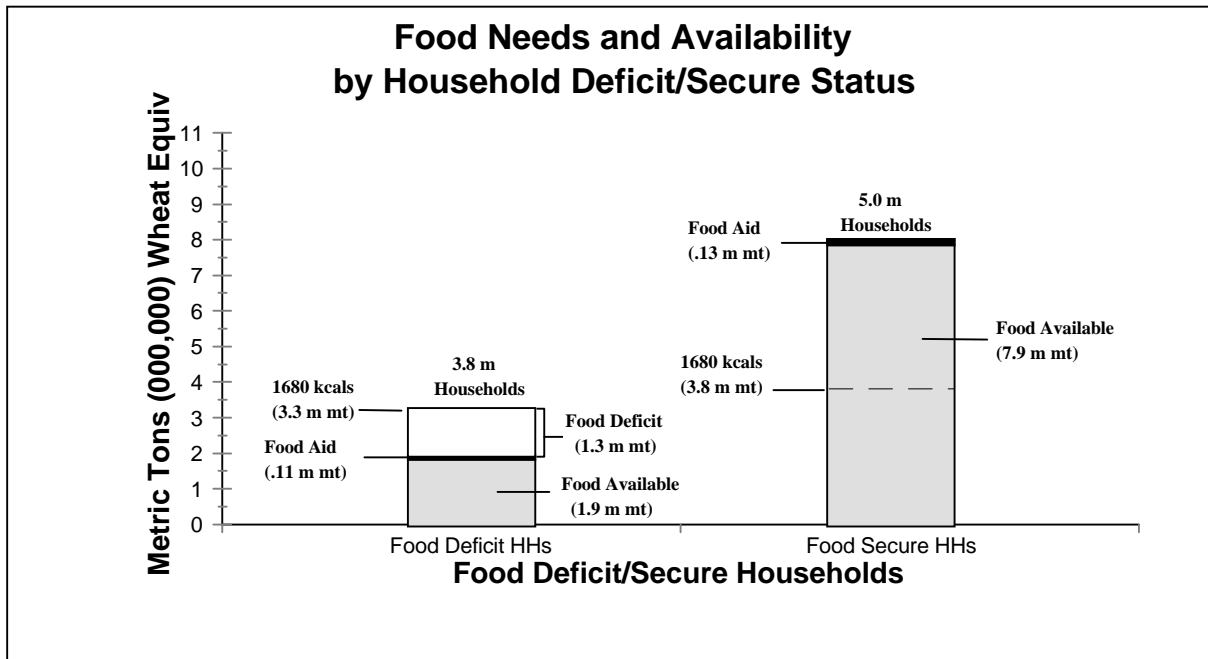 Food Needs and Availability
by Household Deficit/Secure Status
Metric Tons (000,000) Wheat Equiv
11
10
9
8
7
6
5
4
3
2
1
0
3.8 m
Households
1680 kcals
(3.3 m mt)
Food Aid
(.11 m mt)
Food Deficit
(1.3 m mt)
Food Available
(1.9 m mt)
5.0 m
Households
Food Aid
(.13 m mt)
1680 kcals
(3.8 m mt)
Food Available
(7.9 m mt)
Food Deficit HHs
Food Secure HHs
Food Deficit/Secure Households